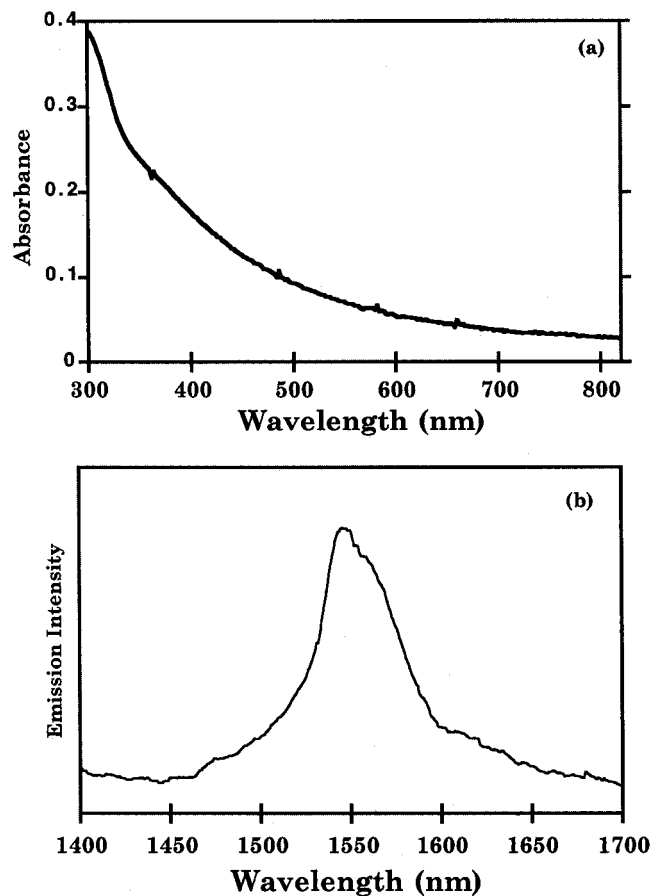 0.4
(a)
0.3
Absorbance
0.2
0.1
0
300 400 500 600 700 800
Wavelength (nm)
(b)
Emission Intensity
1400 1450 1500 1550 1600 1650 1700
Wavelength (nm)